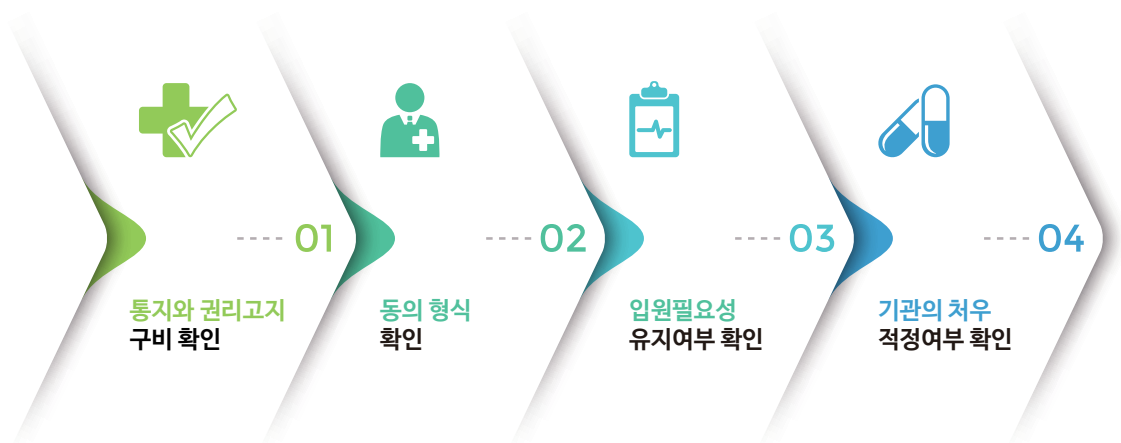 01
통지와 권리고지
구비 확인
02
동의 형식
확인
03
입원필요성
유지여부 확인
04
기관의 처우
적정여부 확인